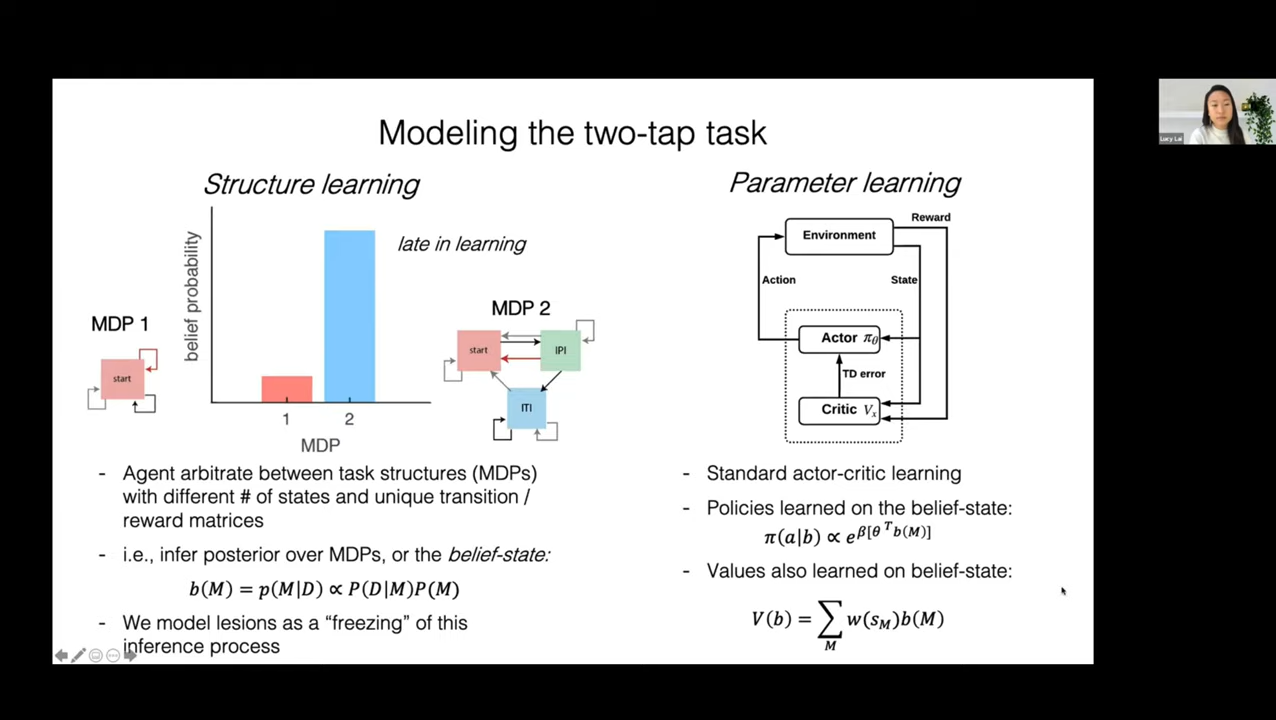 Modeling the two-tap task
Structure learning
belief probability
late in learning
1
2
MDP
MDP 1
start
MDP 2
start
IPI
ITI
- Agent arbitrate between task structures (MDPs)
with different # of states and unique transition /
reward matrices
- i.e., infer posterior over MDPs, or the belief-state:
b(M) = p(M|D) ∝ P(D|M)P(M)
- We model lesions as a “freezing” of this
inference process
Parameter learning
Reward
Environment
Action
State
Actor π_θ
TD error
Critic V_x
- Standard actor-critic learning
- Policies learned on the belief-state:
π(a|b) ∝ e^{β[θ^T b(M)]}
- Values also learned on belief-state:
V(b) = ∑_M w(s_M)b(M)
Lucy Lai